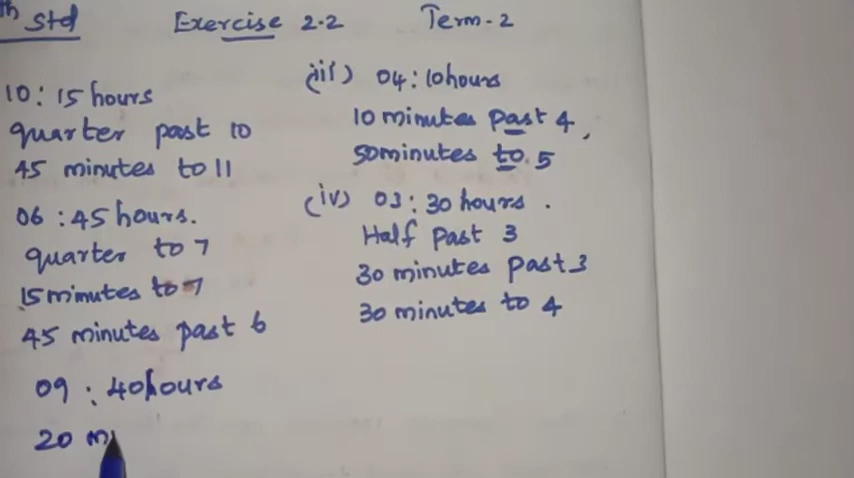 th std Exercise 2.2 Term-2
10:15 hours
quarter past 10
45 minutes to 11
06:45 hours.
quarter to 7
15 minutes to 7
45 minutes past 6
09:40 hours
20 m
(iii) 04:10 hours
10 minutes past 4,
50 minutes to 5
(iv) 03:30 hours.
Half past 3
30 minutes past 3
30 minutes to 4